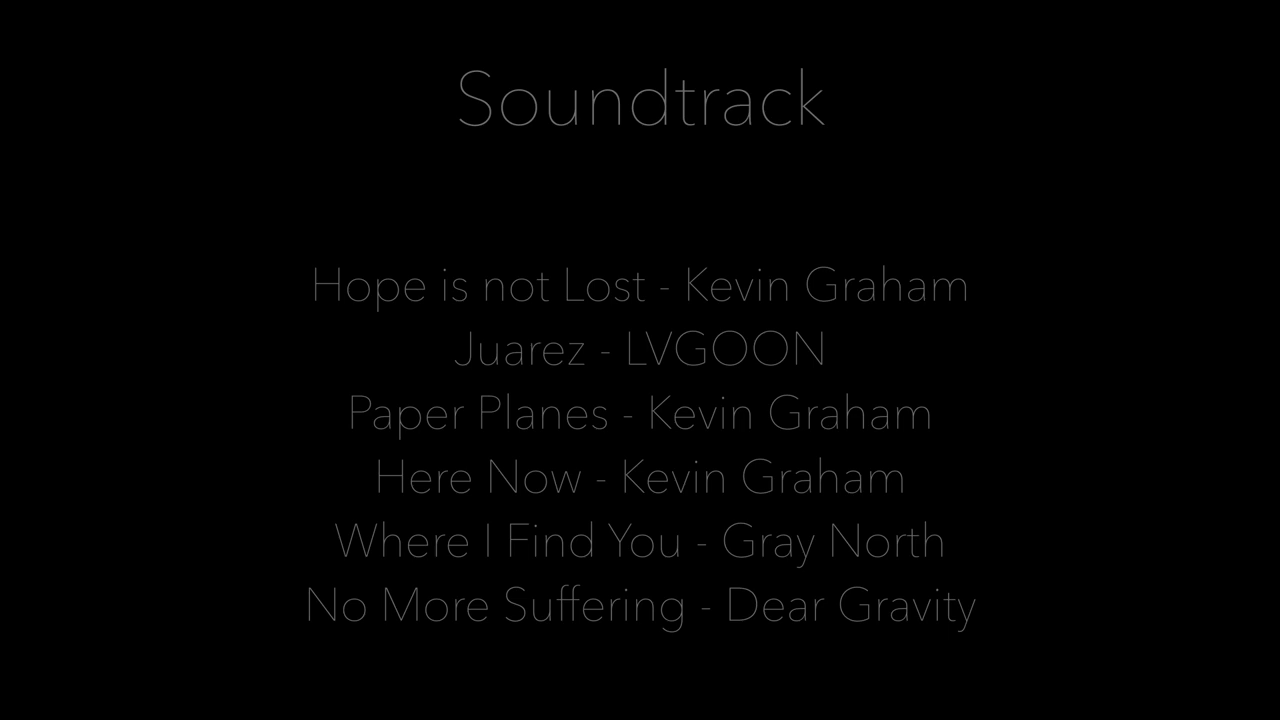 Soundtrack
Hope is not Lost - Kevin Graham
Juarez - LVGOON
Paper Planes - Kevin Graham
Here Now - Kevin Graham
Where I Find You - Gray North
No More Suffering - Dear Gravity